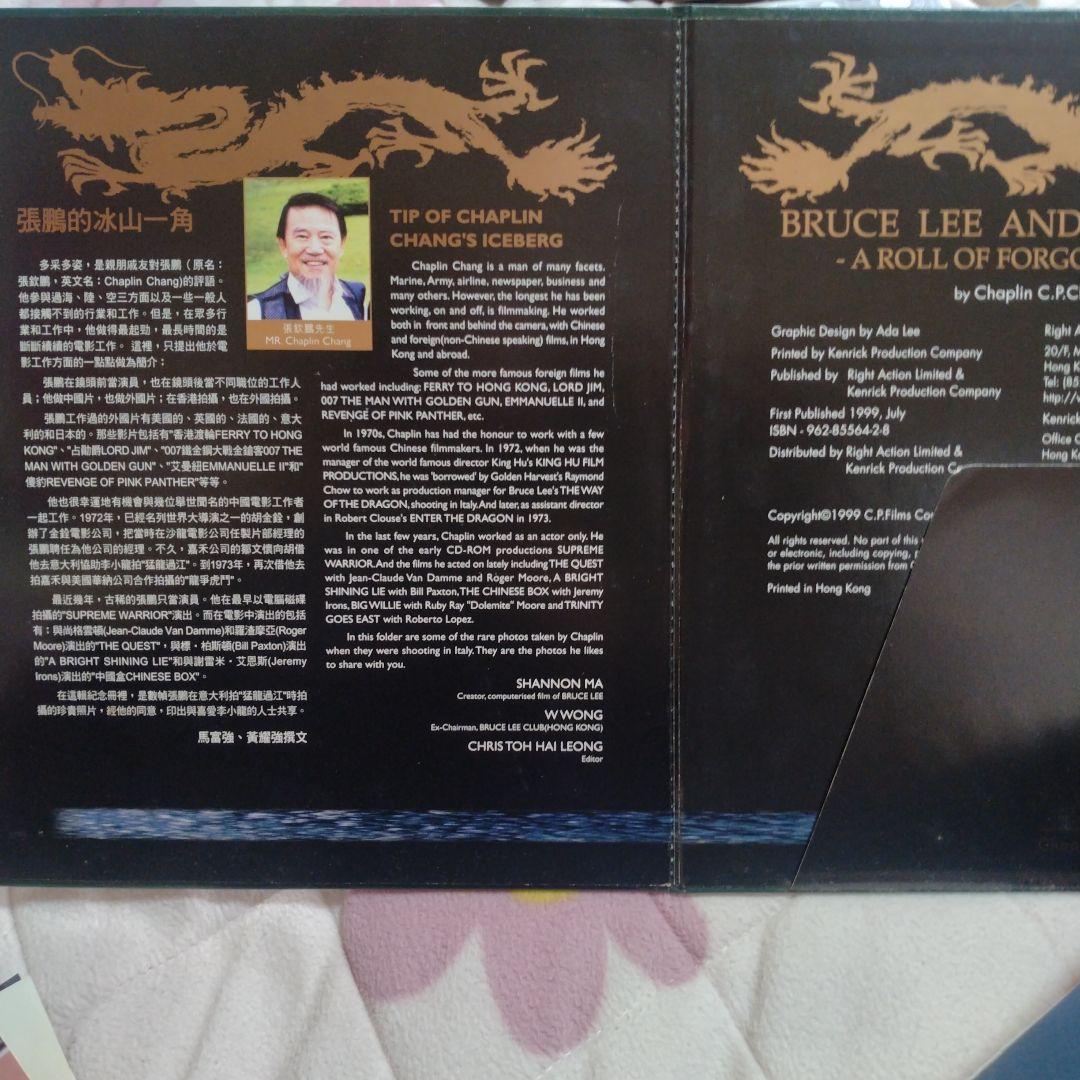 張鵬的冰山一角
多采多姿，是親朋戚友對張鵬（原名：
張欽鵬，英文名：Chaplin Chang)的評語。
他參與過海、陸、空三方面以及一些一般人
都接觸不到的行業和工作。但是，在眾多行
業和工作中，他做得最起勁，最長時間的是
斷斷續續的電影工作。 這裡，只提出他於電
影工作方面的一點點做為簡介：
張鵬在鏡頭前當演員，也在鏡頭後當不同職位的工作人
員；他做中國片，也做外國片；在香港拍攝，也在外國拍攝。
張鵬工作過的外國片有美國的、英國的、法國的、意大
利的和日本的。那些影片包括有"香港渡輪FERRY TO HONG
KONG"、"占勛爵LORD JIM"、"007鐵金鋼大戰金鎗客007 THE
MAN WITH GOLDEN GUN"、"艾曼紐EMMANUELLE II"和"
傻豹REVENGE OF PINK PANTHER"等等。
他也很幸運地有機會與幾位舉世聞名的中國電影工作者
一起工作。1972年，已經名列世界大導演之一的胡金銓，創
辦了金銓電影公司，把當時在沙龍電影公司任製片部經理的
張鵬聘任為他公司的經理。不久，嘉禾公司的鄒文懷向胡借
他去意大利協助李小龍拍"猛龍過江"。到1973年，再次借他去
拍嘉禾與美國華納公司合作拍攝的"龍爭虎鬥"。
最近幾年，古稀的張鵬只當演員。他在最早以電腦磁碟
拍攝的"SUPREME WARRIOR"演出。而在電影中演出的包括
有：與尚格雲頓(Jean-Claude Van Damme)和羅渣摩亞(Roger
Moore)演出的"THE QUEST"，與標・柏斯頓(Bill Paxton)演出
的"A BRIGHT SHINING LIE"和與謝雷米・艾恩斯(Jeremy
Irons)演出的"中國盒CHINESE BOX"。
在這輯紀念冊裡，是數幀張鵬在意大利拍"猛龍過江"時拍
攝的珍貴照片，經他的同意，印出與喜愛李小龍的人士共享。
馬富強、黃耀強撰文
張欽鵬先生
MR. Chaplin Chang
TIP OF CHAPLIN
CHANG'S ICEBERG
Chaplin Chang is a man of many facets.
Marine, Army, airline, newspaper, business and
many others. However, the longest he has been
working, on and off, is filmmaking. He worked
both in front and behind the camera, with Chinese
and foreign(non-Chinese speaking) films, in Hong
Kong and abroad.
Some of the more famous foreign films he
had worked including: FERRY TO HONG KONG, LORD JIM,
007 THE MAN WITH GOLDEN GUN, EMMANUELLE II, and
REVENGE OF PINK PANTHER, etc.
In 1970s, Chaplin has had the honour to work with a few
world famous Chinese filmmakers. In 1972, when he was the
manager of the world famous director King Hu's KING HU FILM
PRODUCTIONS, he was 'borrowed' by Golden Harvest's Raymond
Chow to work as production manager for Bruce Lee's THE WAY
OF THE DRAGON, shooting in Italy. And later, as assistant director
in Robert Clouse's ENTER THE DRAGON in 1973.
In the last few years, Chaplin worked as an actor only. He
was in one of the early CD-ROM productions SUPREME
WARRIOR. And the films he acted on lately including THE QUEST
with Jean-Claude Van Damme and Roger Moore, A BRIGHT
SHINING LIE with Bill Paxton, THE CHINESE BOX with Jeremy
Irons, BIG WILLIE with Ruby Ray "Dolemite" Moore and TRINITY
GOES EAST with Roberto Lopez.
In this folder are some of the rare photos taken by Chaplin
when they were shooting in Italy. They are the photos he likes
to share with you.
SHANNON MA
Creator, computerised film of BRUCE LEE
W WONG
Ex-Chairman, BRUCE LEE CLUB(HONG KONG)
CHRIS TOH HAI LEONG
Editor
BRUCE LEE AND
- A ROLL OF FORGO
by Chaplin C.P.C
Graphic Design by Ada Lee
Printed by Kenrick Production Company
Published by Right Action Limited &
Kenrick Production Company
First Published 1999, July
ISBN - 962-85564-2-8
Distributed by Right Action Limited &
Kenrick Production Co
Right A
20/F, M
Hong K
Tel: (85
http://
Kenrick
Office
Hong Ko
Copyright©1999 C.P.Films Co
All rights reserved. No part of this
or electronic, including copying,
the prior written permission from
Printed in Hong Kong